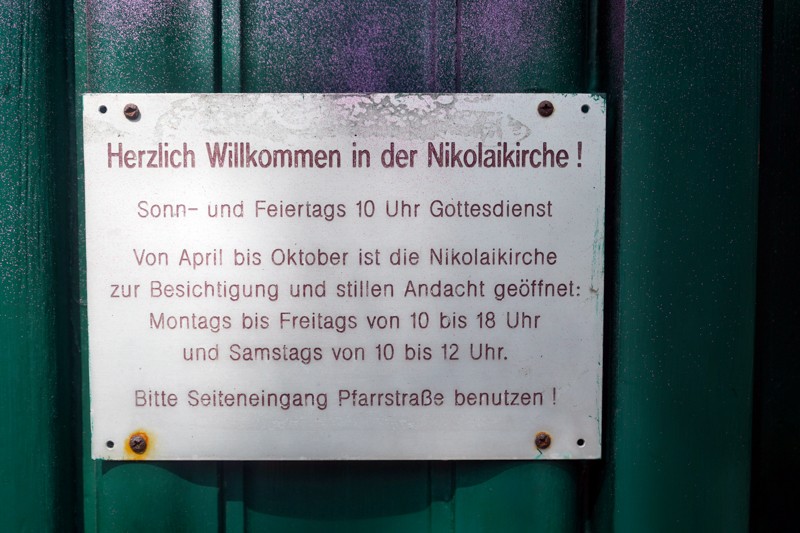 Herzlich Willkommen in der Nikolaikirche !
Sonn- und Feiertags 10 Uhr Gottesdienst
Von April bis Oktober ist die Nikolaikirche
zur Besichtigung und stillen Andacht geöffnet:
Montags bis Freitags von 10 bis 18 Uhr
und Samstags von 10 bis 12 Uhr.
Bitte Seiteneingang Pfarrstraße benutzen !